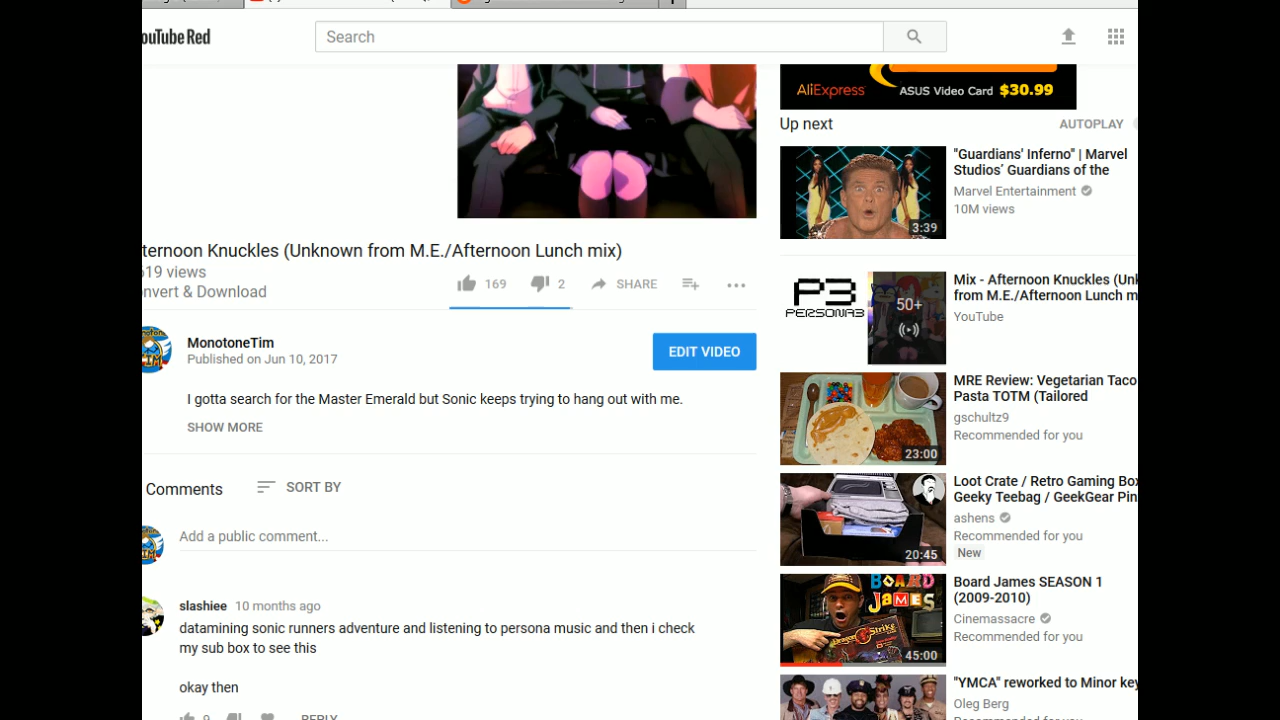 ouTube Red
Search
AliExpress
ASUS Video Card $30.99
Up next
AUTOPLAY
"Guardians' Inferno" | Marvel
Studios' Guardians of the
Marvel Entertainment
10M views
3:39
ternoon Knuckles (Unknown from M.E./Afternoon Lunch mix)
619 views
nvert & Download
169
2
SHARE
P3
PERSONA3
50+
Mix - Afternoon Knuckles (Unk
from M.E./Afternoon Lunch m
YouTube
MonotoneTim
Published on Jun 10, 2017
EDIT VIDEO
I gotta search for the Master Emerald but Sonic keeps trying to hang out with me.
SHOW MORE
MRE Review: Vegetarian Taco
Pasta TOTM (Tailored
gschultz9
Recommended for you
23:00
Comments
SORT BY
Add a public comment...
Loot Crate / Retro Gaming Box
Geeky Teebag / GeekGear Pin
ashens
Recommended for you
New
20:45
slashiee 10 months ago
datamining sonic runners adventure and listening to persona music and then i check
my sub box to see this
okay then
9
REPLY
BOARD
JAMES
Strike
45:00
Board James SEASON 1
(2009-2010)
Cinemassacre
Recommended for you
"YMCA" reworked to Minor key
Oleg Berg
Recommended for you